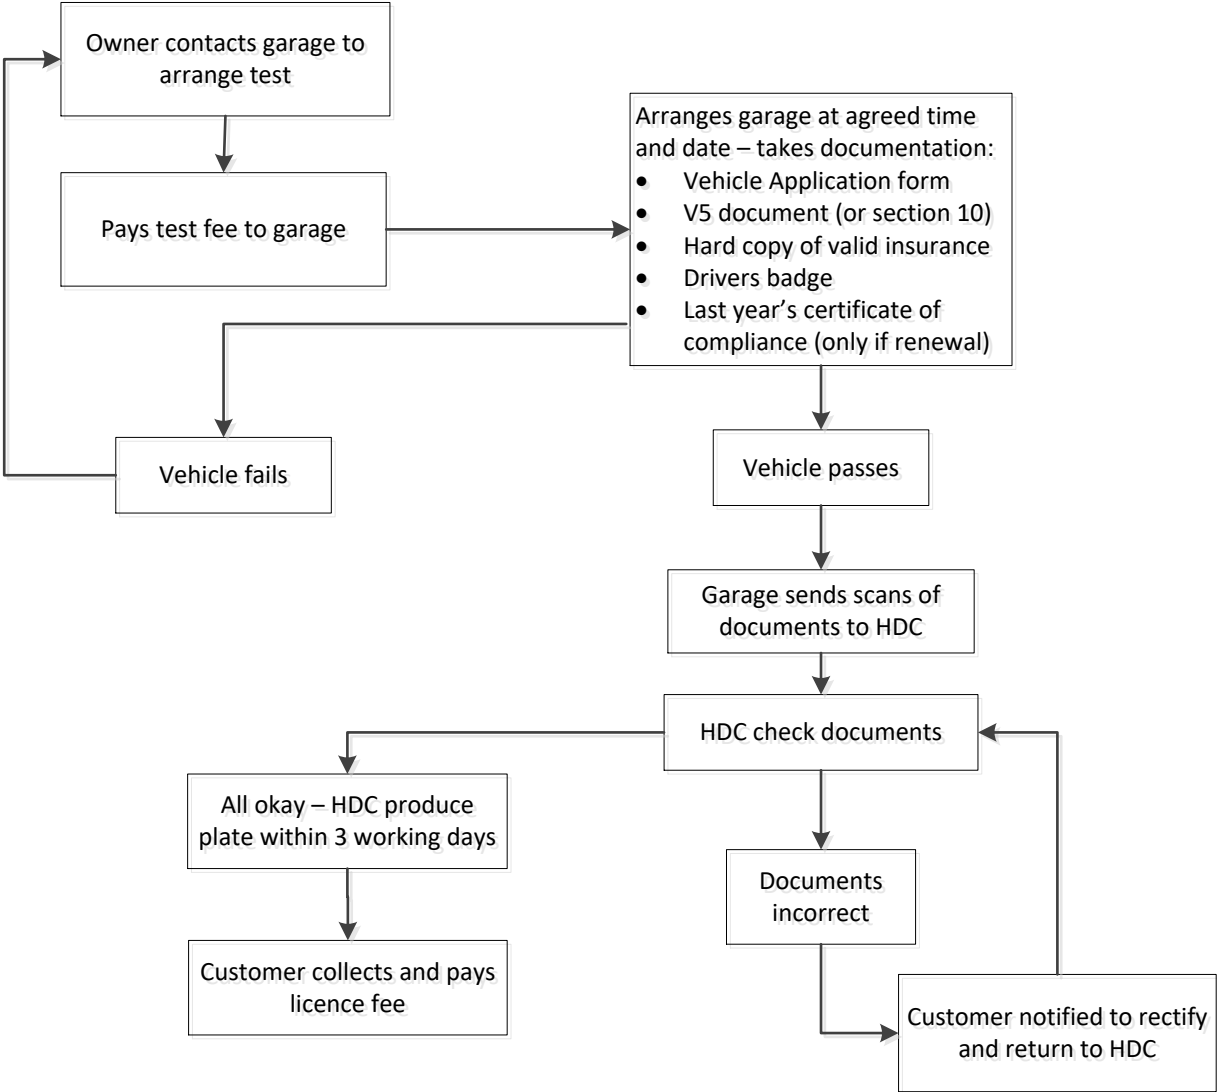 Owner contacts garage to
arrange test
Pays test fee to garage
Arranges garage at agreed time
and date – takes documentation:
• Vehicle Application form
• V5 document (or section 10)
• Hard copy of valid insurance
• Drivers badge
• Last year’s certificate of
compliance (only if renewal)
Vehicle fails
Vehicle passes
Garage sends scans of
documents to HDC
HDC check documents
All okay – HDC produce
plate within 3 working days
Documents
incorrect
Customer collects and pays
licence fee
Customer notified to rectify
and return to HDC